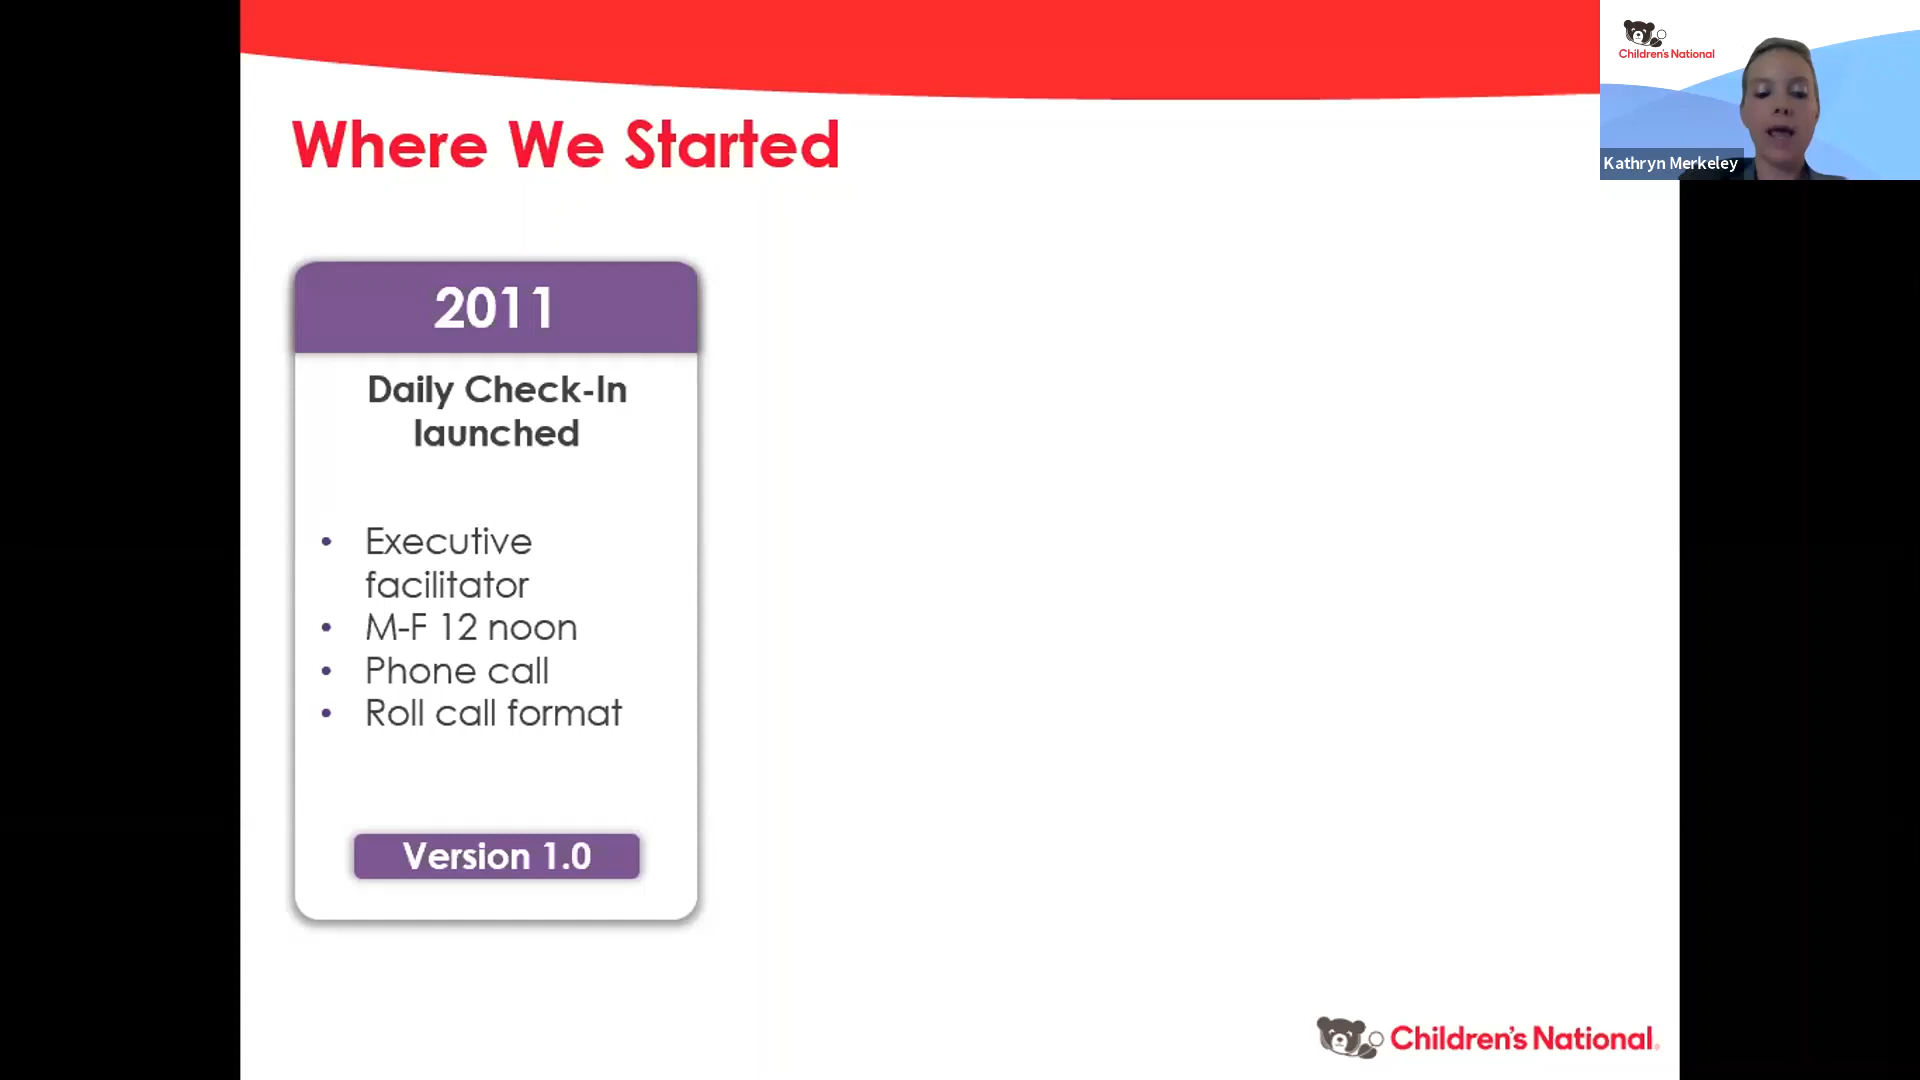 Where We Started
Children's National
Kathryn Merkeley
2011
Daily Check-In
launched
• Executive
facilitator
• M-F 12 noon
• Phone call
• Roll call format
Version 1.0
Children's National